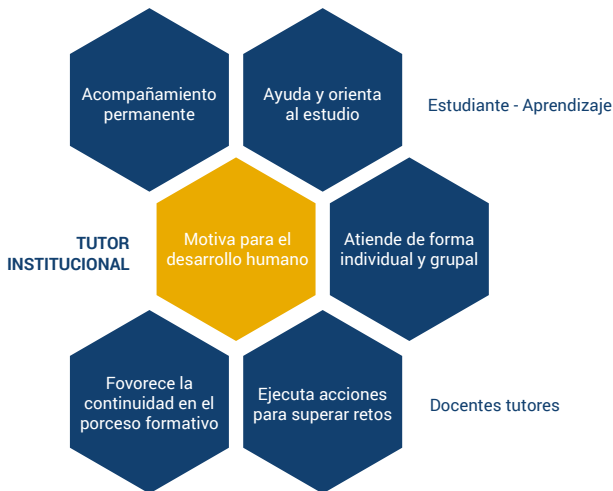 Acompañamiento
permanente
Ayuda y orienta
al estudio
Estudiante - Aprendizaje
TUTOR
INSTITUCIONAL
Motiva para el
desarrollo humano
Atiende de forma
individual y grupal
Fovorece la
continuidad en el
porceso formativo
Ejecuta acciones
para superar retos
Docentes tutores